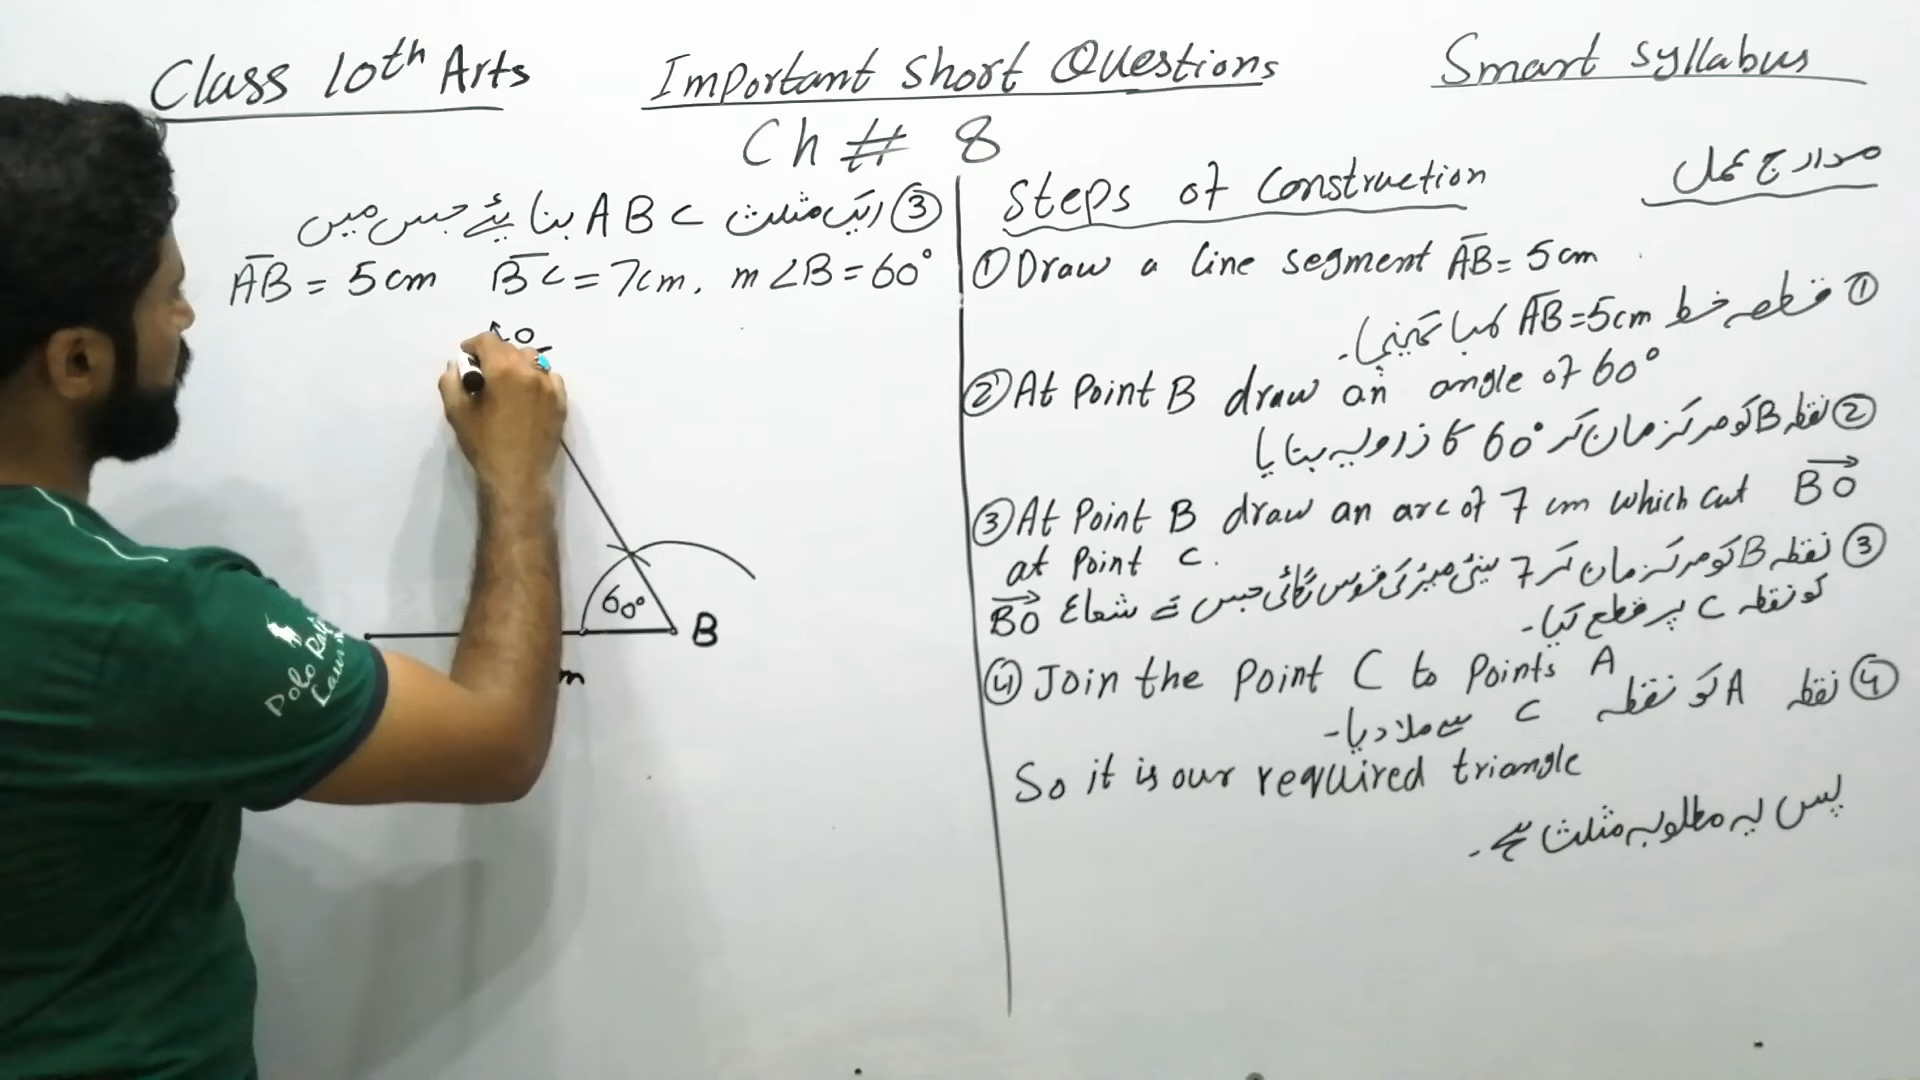 Class 10th Arts
Important Short Questions
Smart Syllabus
Ch # 8
③ ایک مثلث A B C بنائیے جس میں
AB = 5cm BC = 7cm, m∠B = 60°
O
60°
B
m
Steps of Construction
مدارج عمل
① Draw a line segment AB = 5cm
① قطعہ خط AB=5cm لمبا کھینچا۔
② At Point B draw an angle of 60°
② نقطہ B کو مرکز مان کر 60° کا زاویہ بنایا
③ At Point B draw an arc of 7 cm which cut BO
at Point C.
③ نقطہ B کو مرکز مان کر 7 سینٹی میٹر کی قوس لگائی جس نے شعاع BO
کو نقطہ C پر قطع کیا۔
④ Join the Point C to Points A
④ نقطہ A کو نقطہ C سے ملا دیا۔
So it is our required triangle
پس یہ مطلوبہ مثلث ہے۔
Polo Ralph
Lauren